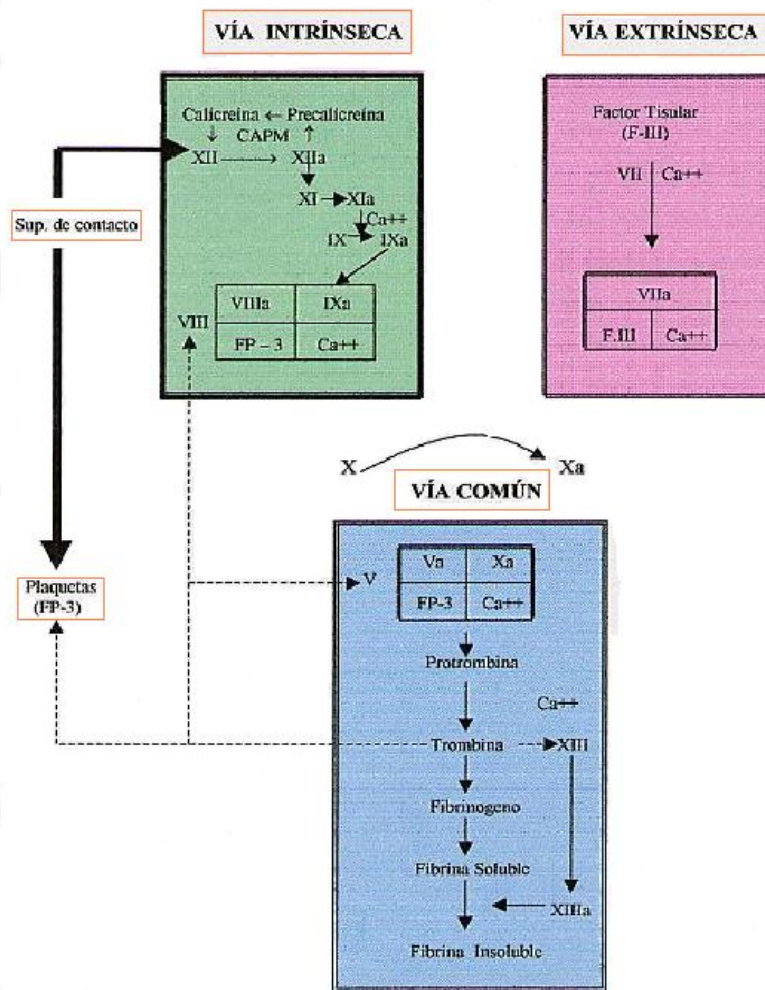 VÍA INTRÍNSECA
VÍA EXTRÍNSECA
Calicreína ← Precalicreína
↓ CAPM ↑
XII → XIIa
XI → XIa
Ca++
IX → IXa
VIIIa IXa
VIII
FP – 3 Ca++
Sup. de contacto
Factor Tisular
(F-III)
VII Ca++
VIIa
F.III Ca++
X Xa
VÍA COMÚN
Va Xa
V
FP-3 Ca++
Plaquetas
(FP-3)
Protrombina
Ca++
Trombina XIII
Fibrinogeno
Fibrina Soluble
XIIIa
Fibrina Insoluble